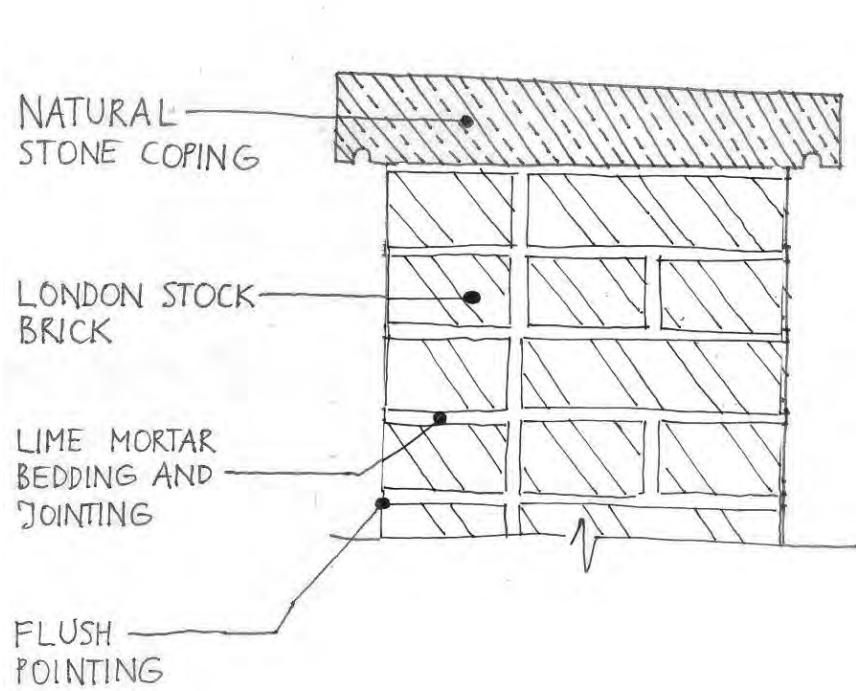 NATURAL
STONE COPING
LONDON STOCK
BRICK
LIME MORTAR
BEDDING AND
JOINTING
FLUSH
POINTING